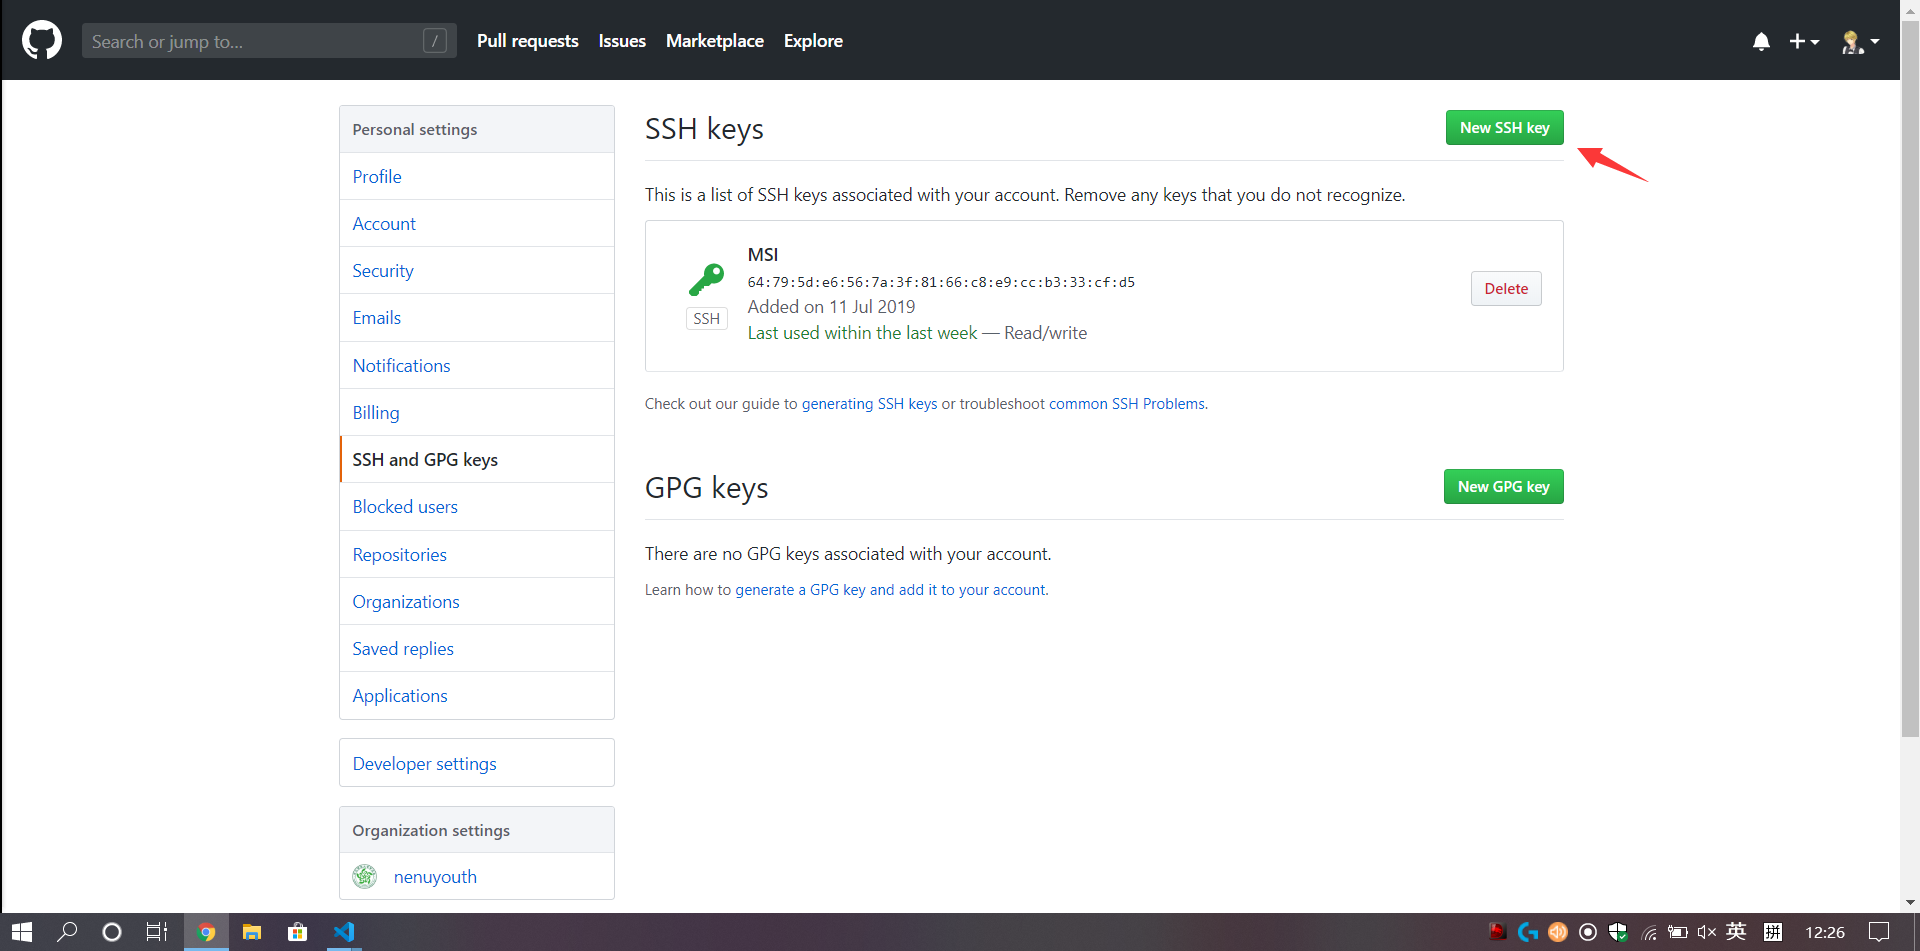 Search or jump to...
/
Pull requests
Issues
Marketplace
Explore
Personal settings
Profile
Account
Security
Emails
Notifications
Billing
SSH and GPG keys
Blocked users
Repositories
Organizations
Saved replies
Applications
Developer settings
Organization settings
nenuyouth
SSH keys
New SSH key
This is a list of SSH keys associated with your account. Remove any keys that you do not recognize.
MSI
64:79:5d:e6:56:7a:3f:81:66:c8:e9:cc:b3:33:cf:d5
Added on 11 Jul 2019
Last used within the last week — Read/write
SSH
Delete
Check out our guide to generating SSH keys or troubleshoot common SSH Problems.
GPG keys
New GPG key
There are no GPG keys associated with your account.
Learn how to generate a GPG key and add it to your account.
英
拼
12:26